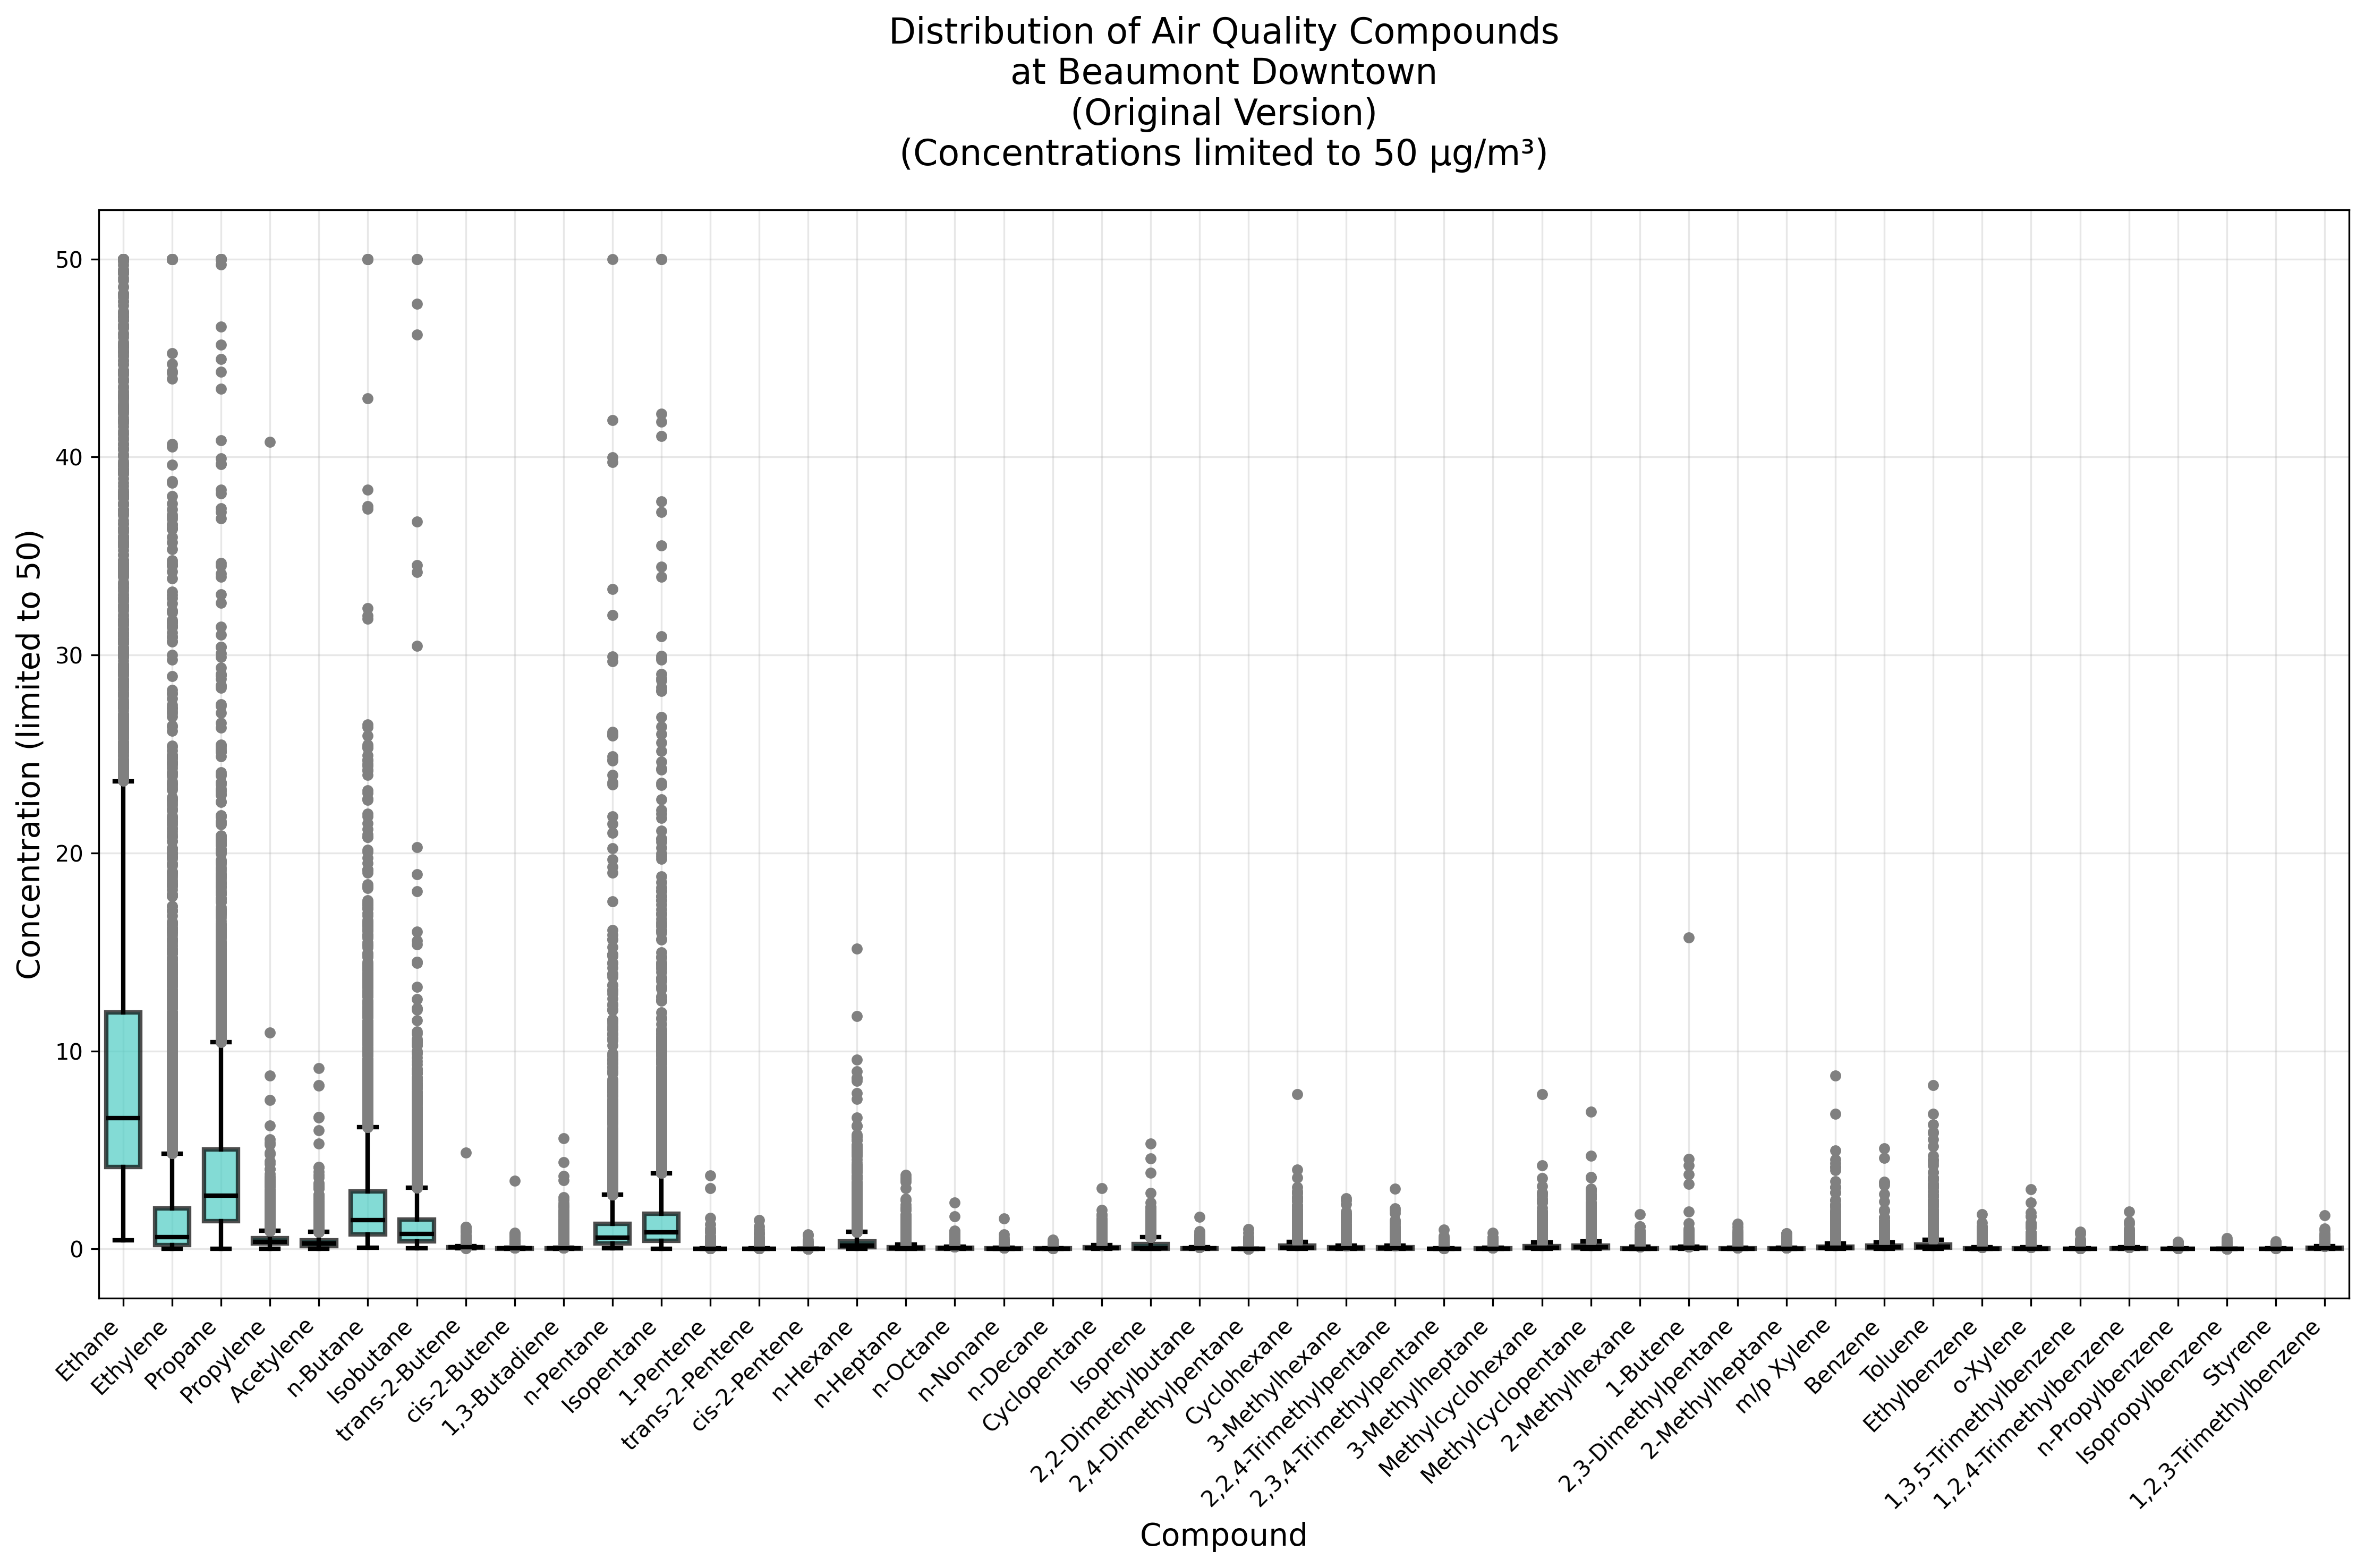 Distribution of Air Quality Compounds
at Beaumont Downtown
(Original Version)
(Concentrations limited to 50 µg/m³)
Concentration (limited to 50)
50
40
30
20
10
0
Ethane
Ethylene
Propane
Propylene
Acetylene
n-Butane
Isobutane
trans-2-Butene
cis-2-Butene
1,3-Butadiene
n-Pentane
Isopentane
1-Pentene
trans-2-Pentene
cis-2-Pentene
n-Hexane
n-Heptane
n-Octane
n-Nonane
n-Decane
Cyclopentane
Isoprene
2,2-Dimethylbutane
2,4-Dimethylpentane
Cyclohexane
3-Methylhexane
2,2,4-Trimethylpentane
2,3,4-Trimethylpentane
3-Methylheptane
Methylcyclohexane
Methylcyclopentane
2-Methylhexane
1-Butene
2,3-Dimethylpentane
2-Methylheptane
m/p Xylene
Benzene
Toluene
Ethylbenzene
o-Xylene
1,3,5-Trimethylbenzene
1,2,4-Trimethylbenzene
n-Propylbenzene
Isopropylbenzene
Styrene
1,2,3-Trimethylbenzene
Compound